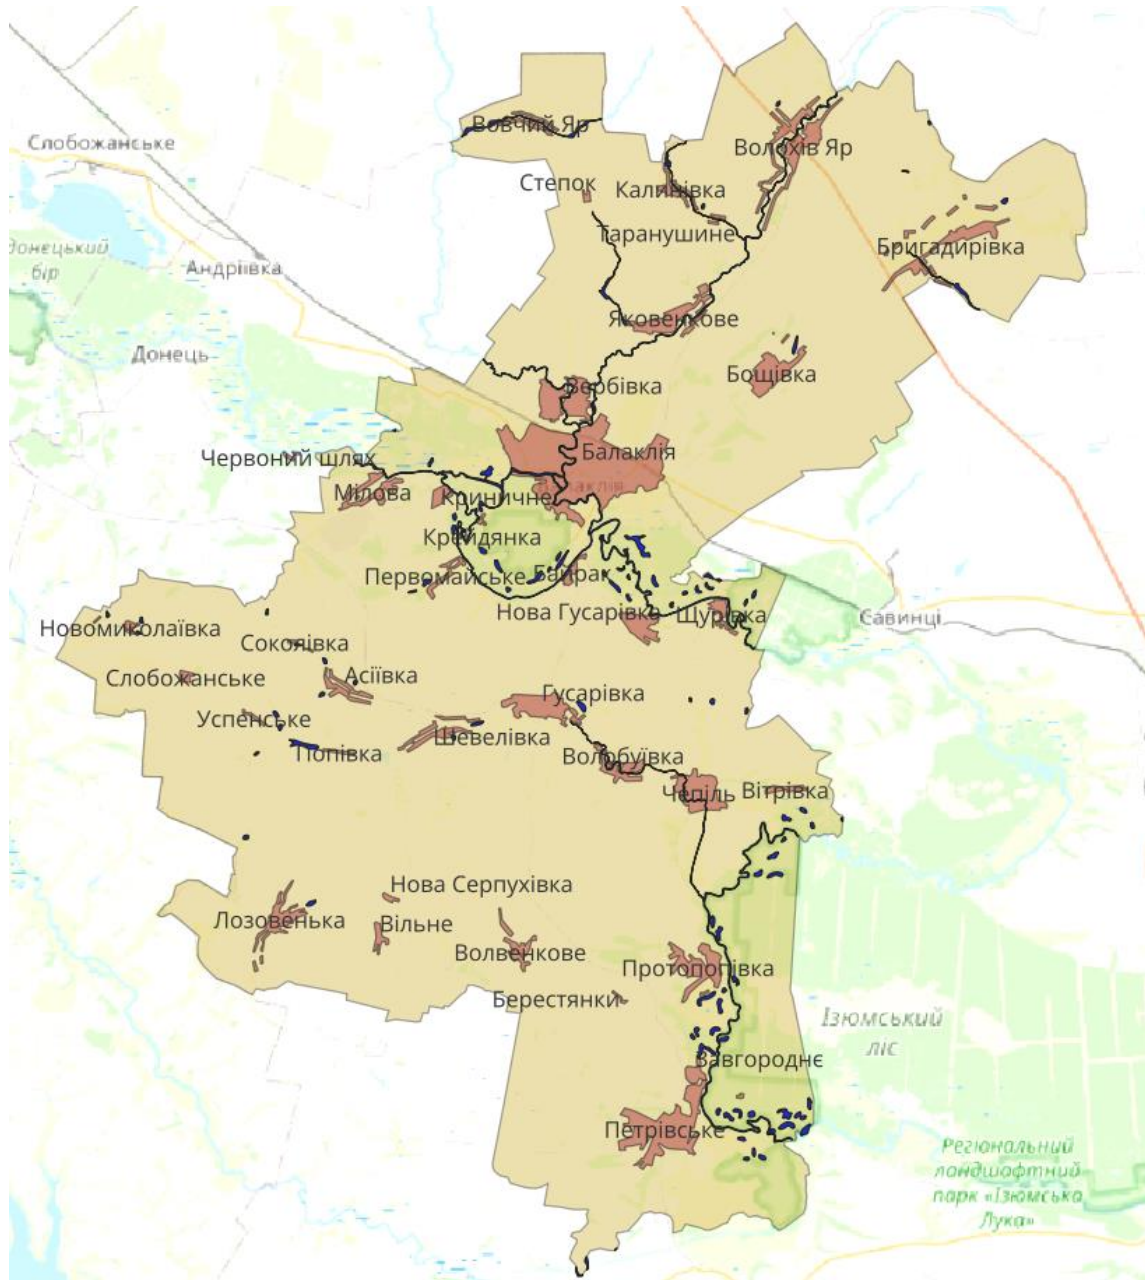 Вовчий Яр
Слобожанське
Волохів Яр
Степок
Калинівка
Таранушине
Бригадирівка
донецький
бір
Андріївка
Яковенкове
Донець
Бощівка
Вербівка
Балаклія
Червоний шлях
Мілова
Криничне
Балаклія
Крейдянка
Первомайське
Байрак
Нова Гусарівка
Щурівка
Савинці
Новомиколаївка
Соколівка
Слобожанське
Асіївка
Гусарівка
Успенське
Шевелівка
Попівка
Волобуївка
Чепіль
Вітрівка
Нова Серпухівка
Лозовенька
Вільне
Волвенкове
Протопопівка
Берестянки
Ізюмський
ліс
Завгороднє
Петрівське
Регіональний
ландшафтний
парк «Ізюмська
Лука»